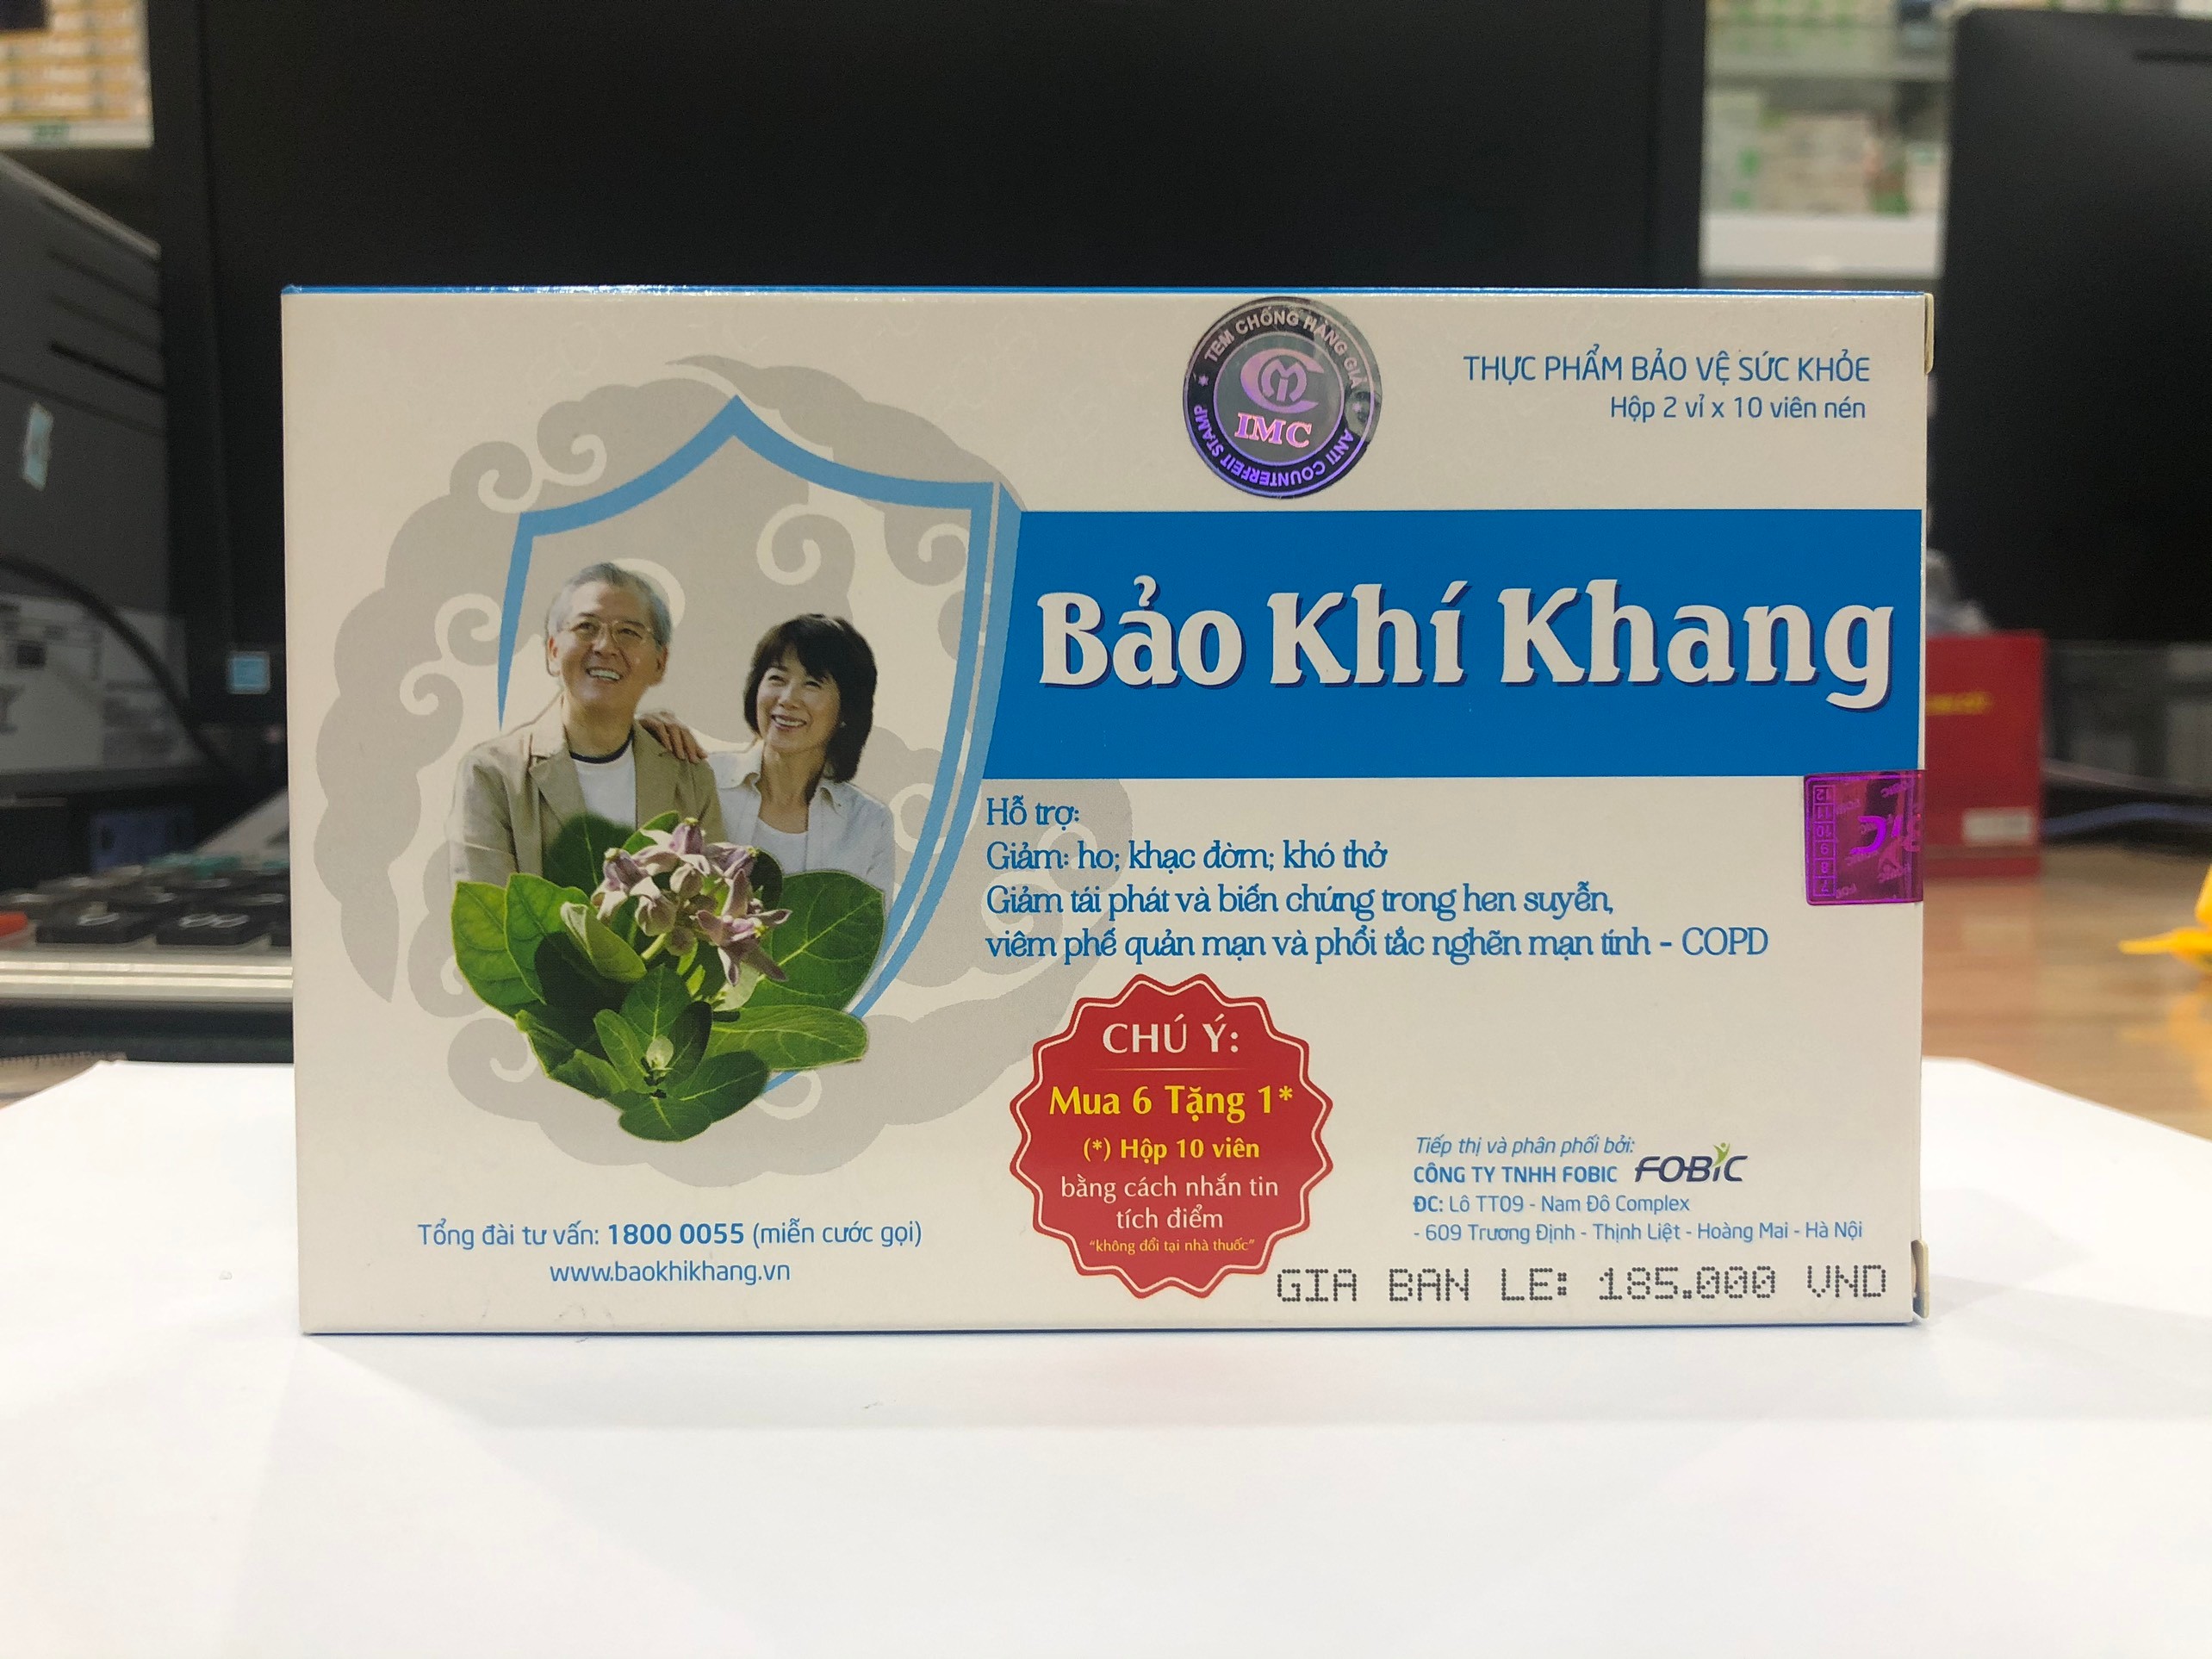 TEM CHỐNG HÀNG GIẢ
IMC
ANTI COUNTERFEIT STAMP
THỰC PHẨM BẢO VỆ SỨC KHỎE
Hộp 2 vỉ x 10 viên nén
Bảo Khí Khang
Hỗ trợ:
Giảm: ho; khạc đờm; khó thở
Giảm tái phát và biến chứng trong hen suyễn,
viêm phế quản mạn và phổi tắc nghẽn mạn tính - COPD
12
11
10
9
8
7
CHÚ Ý:
Mua 6 Tặng 1*
(*) Hộp 10 viên
bằng cách nhắn tin
tích điểm
"không đổi tại nhà thuốc"
Tiếp thị và phân phối bởi:
CÔNG TY TNHH FOBIC FOBIC
ĐC: Lô TT09 - Nam Đô Complex
- 609 Trương Định - Thịnh Liệt - Hoàng Mai - Hà Nội
Tổng đài tư vấn: 1800 0055 (miễn cước gọi)
www.baokhikhang.vn
GIA BAN LE: 185.000 VND